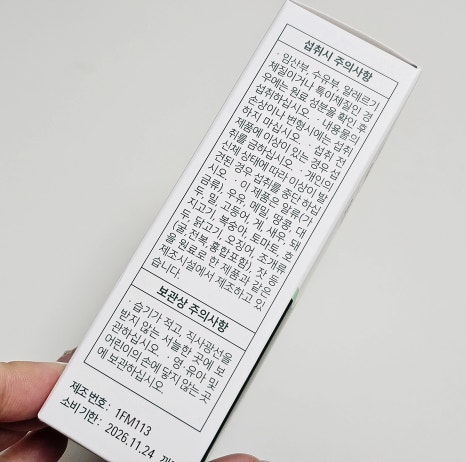 섭취시 주의사항
· 임산부, 수유부, 알레르기
체질이거나 특이체질인 경
우에는 원료 성분을 확인 후
섭취하십시오. · 내용물의
손상이나 변형시에는 섭취
하지 마십시오. · 섭취 전
제품에 이상이 있는 경우 섭
취를 금하십시오. · 개인의
신체 상태에 따라 이상이 발
견된 경우 섭취를 중단 하십
시오. · 이 제품은 알류(가
금류), 우유, 메밀, 땅콩, 대
두, 밀, 고등어, 게, 새우, 돼
지고기, 복숭아, 토마토, 호
두, 닭고기, 오징어, 조개류
(굴, 전복, 홍합포함), 잣 등
을 원료로 한 제품과 같은
제조시설에서 제조하고 있
습니다.
보관상 주의사항
· 습기가 적고, 직사광선을
받지 않는 서늘한 곳에 보
관하십시오. · 영·유아 및
어린이의 손에 닿지 않는 곳
에 보관하십시오.
제조번호: 1FM113
소비기한: 2026.11.24